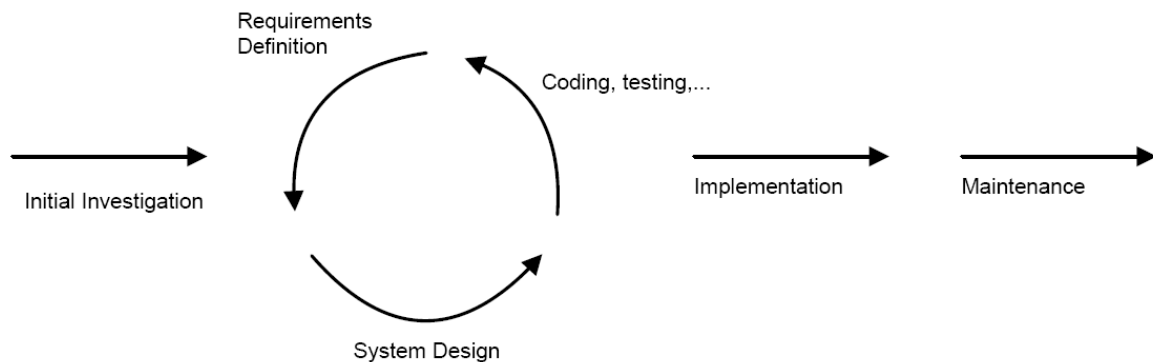 Requirements
Definition
Coding, testing,...
Initial Investigation
Implementation
Maintenance
System Design